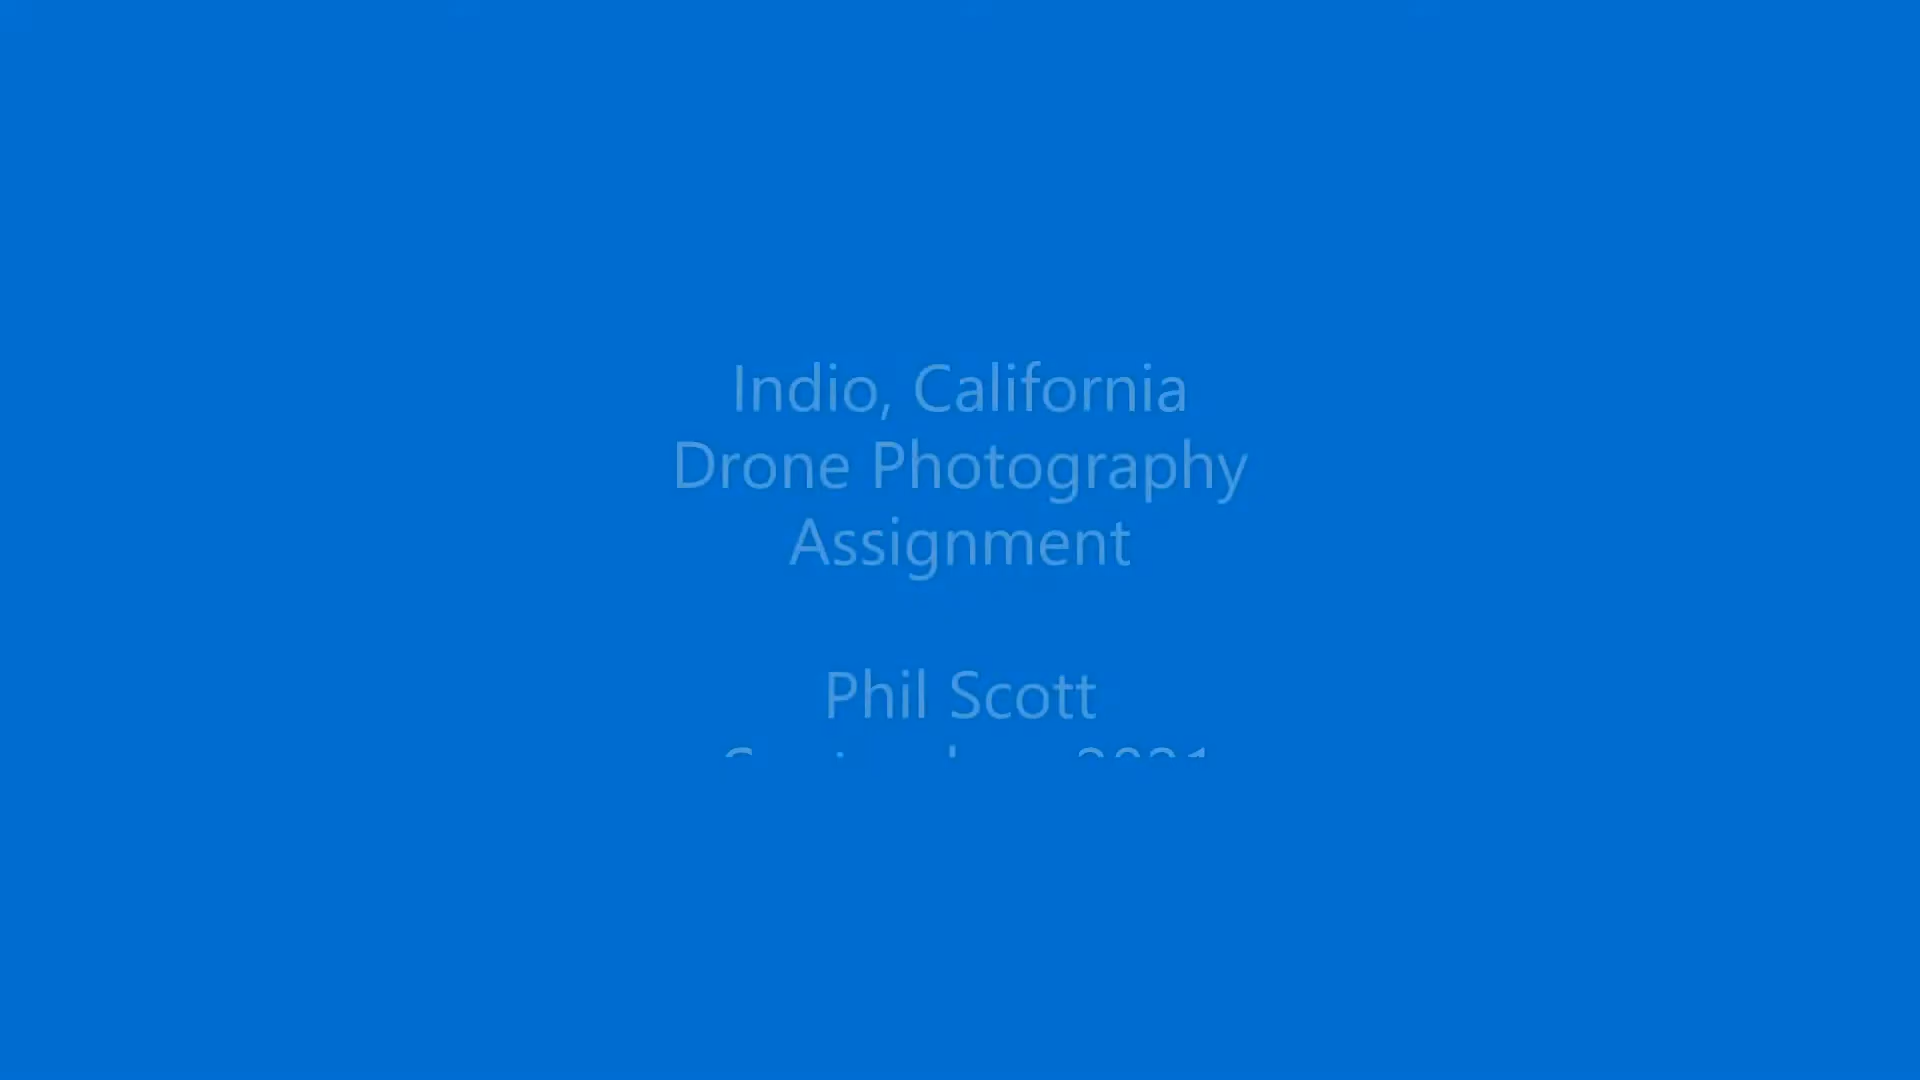 Indio, California
Drone Photography
Assignment
Phil Scott